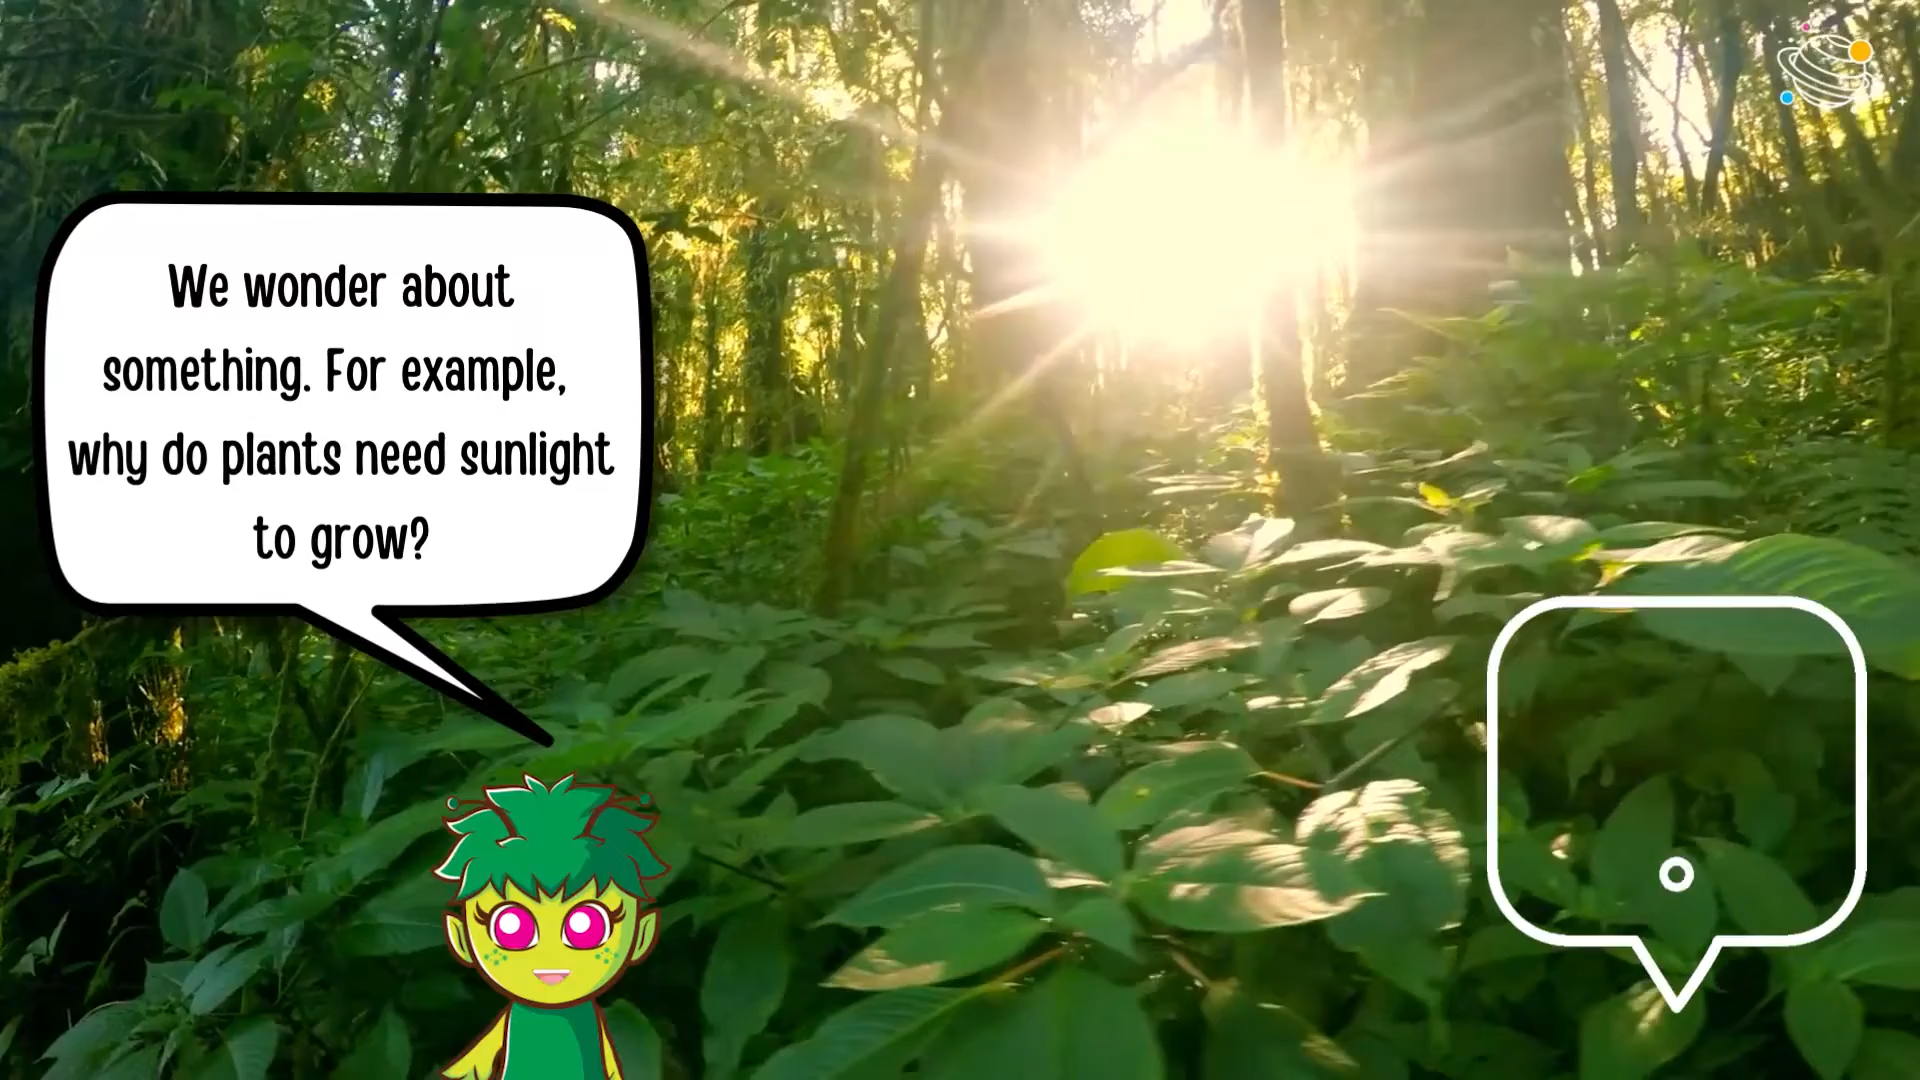 We wonder about
something. For example,
why do plants need sunlight
to grow?